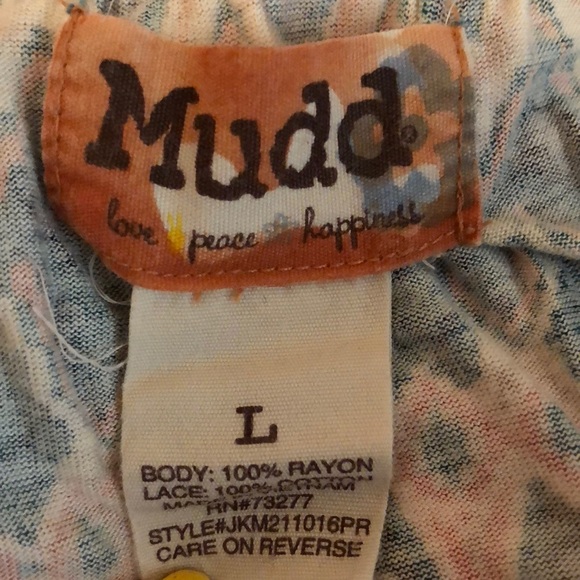 Mudd®
love peace happiness
L
BODY: 100% RAYON
LACE: 100%
RN#73277
STYLE#JKM211016PR
CARE ON REVERSE